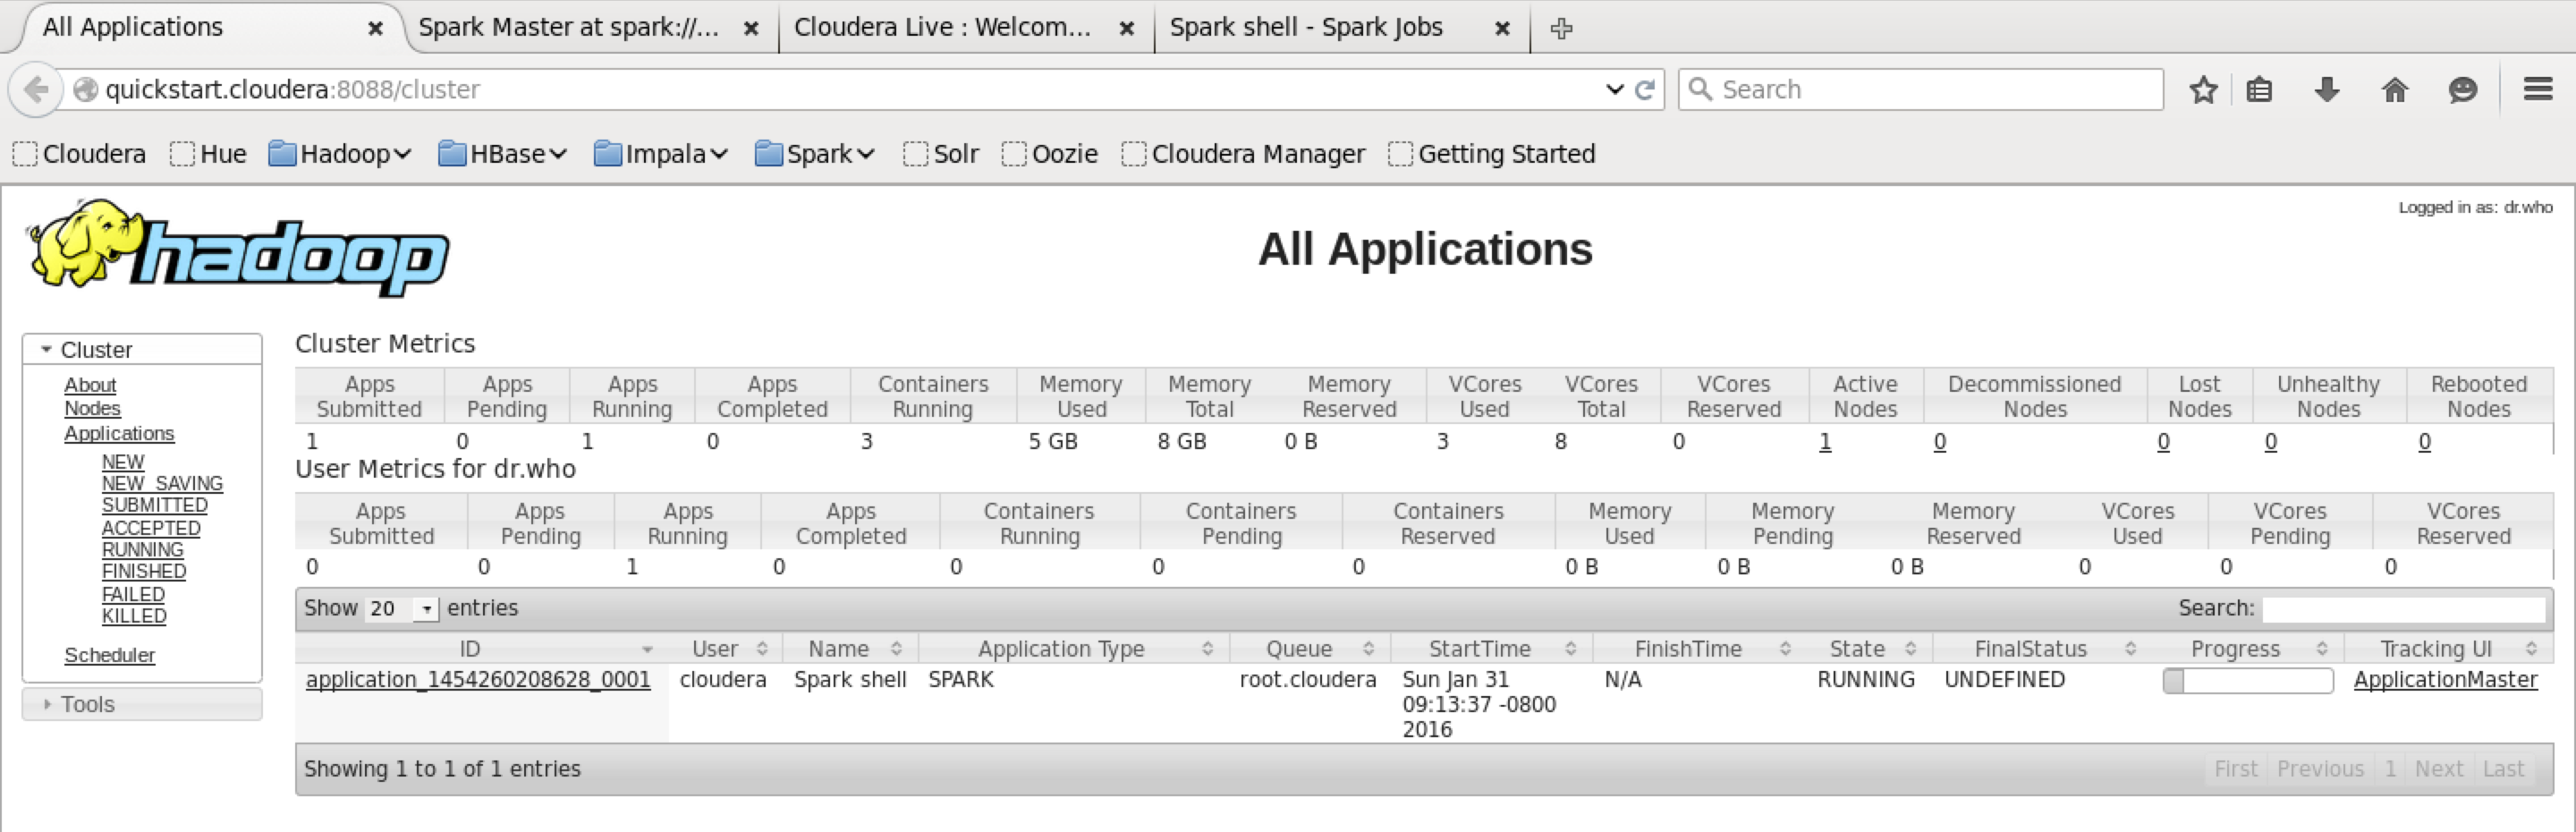 All Applications
Spark Master at spark://...
Cloudera Live : Welcom...
Spark shell - Spark Jobs
quickstart.cloudera:8088/cluster
Search
Cloudera Hue Hadoop HBase Impala Spark Solr Oozie Cloudera Manager Getting Started
hadoop
All Applications
Logged in as: dr.who
Cluster
About
Nodes
Applications
NEW
NEW_SAVING
SUBMITTED
ACCEPTED
RUNNING
FINISHED
FAILED
KILLED
Scheduler
Tools
Cluster Metrics
Apps Submitted Apps Pending Apps Running Apps Completed Containers Running Memory Used Memory Total Memory Reserved VCores Used VCores Total VCores Reserved Active Nodes Decommissioned Nodes Lost Nodes Unhealthy Nodes Rebooted Nodes
1 0 1 0 3 5 GB 8 GB 0 B 3 8 0 1 0 0 0 0
User Metrics for dr.who
Apps Submitted Apps Pending Apps Running Apps Completed Containers Running Containers Pending Containers Reserved Memory Used Memory Pending Memory Reserved VCores Used VCores Pending VCores Reserved
0 0 1 0 0 0 0 0 B 0 B 0 B 0 0 0
Show 20 entries
Search:
ID User Name Application Type Queue StartTime FinishTime State FinalStatus Progress Tracking UI
application_1454260208628_0001 cloudera Spark shell SPARK root.cloudera Sun Jan 31 09:13:37 -0800 2016 N/A RUNNING UNDEFINED ApplicationMaster
Showing 1 to 1 of 1 entries
First Previous 1 Next Last